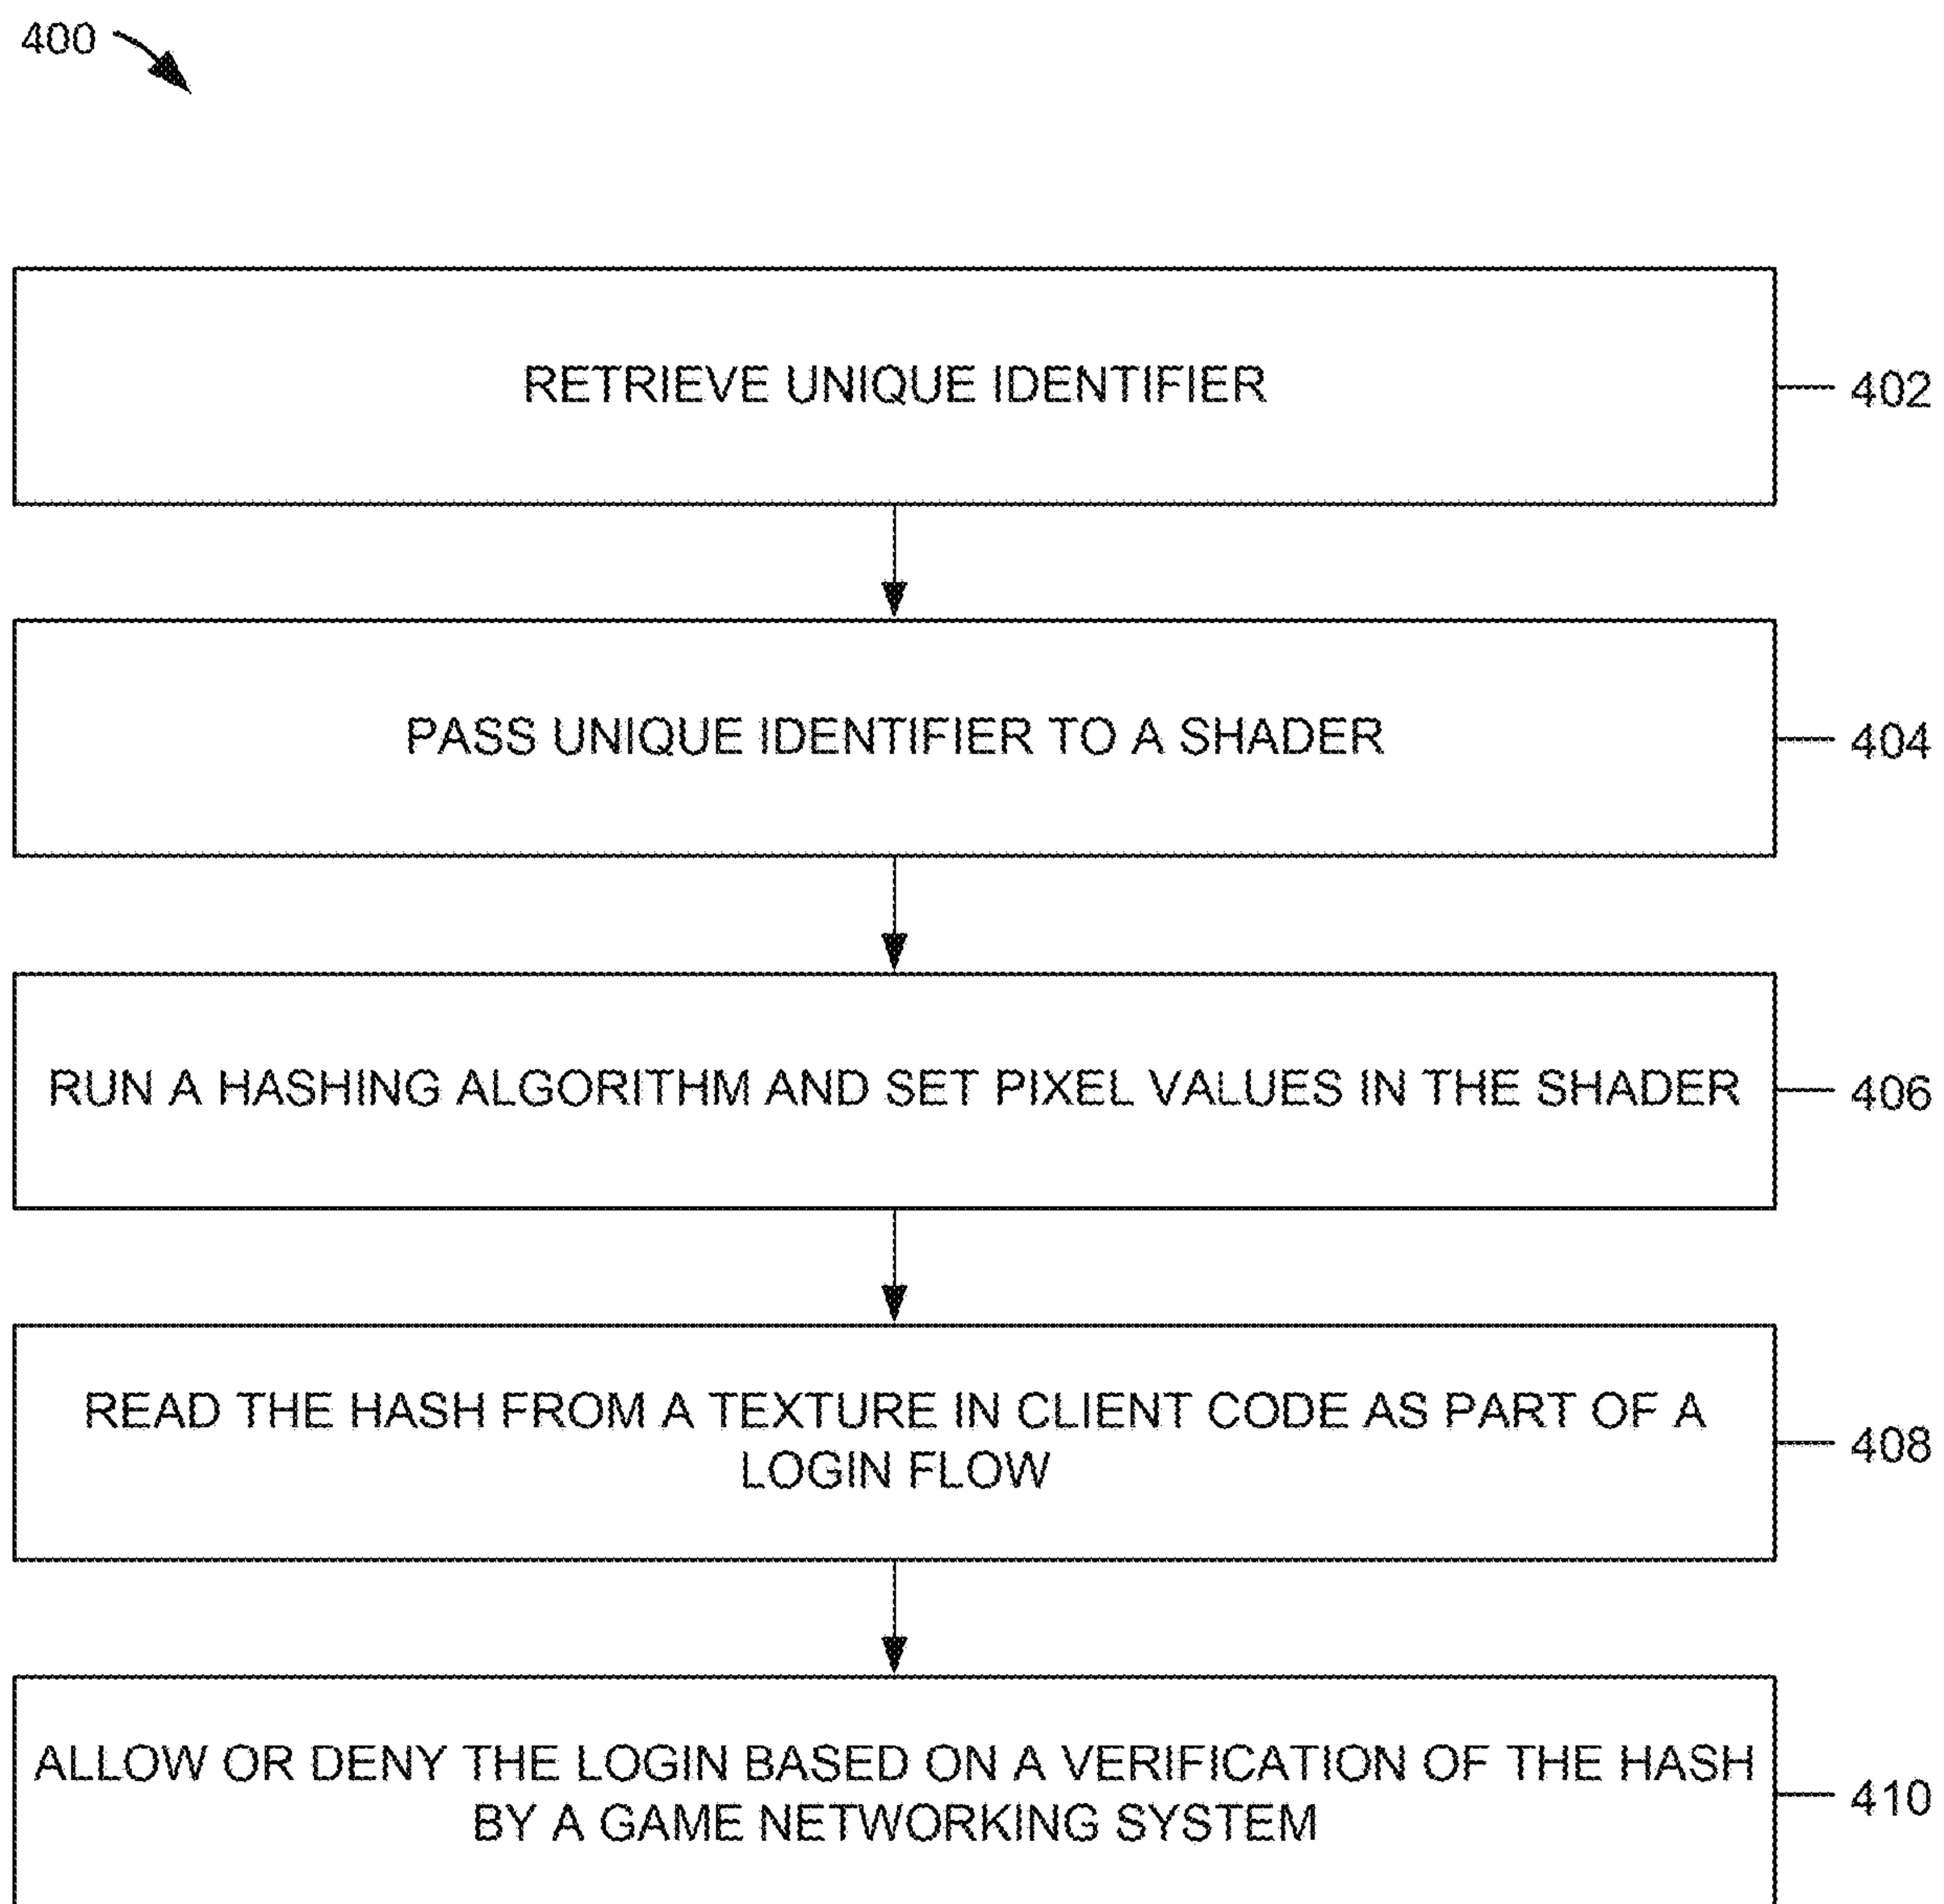 400
RETRIEVE UNIQUE IDENTIFIER
402
PASS UNIQUE IDENTIFIER TO A SHADER
404
RUN A HASHING ALGORITHM AND SET PIXEL VALUES IN THE SHADER
406
READ THE HASH FROM A TEXTURE IN CLIENT CODE AS PART OF A
LOGIN FLOW
408
ALLOW OR DENY THE LOGIN BASED ON A VERIFICATION OF THE HASH
BY A GAME NETWORKING SYSTEM
410